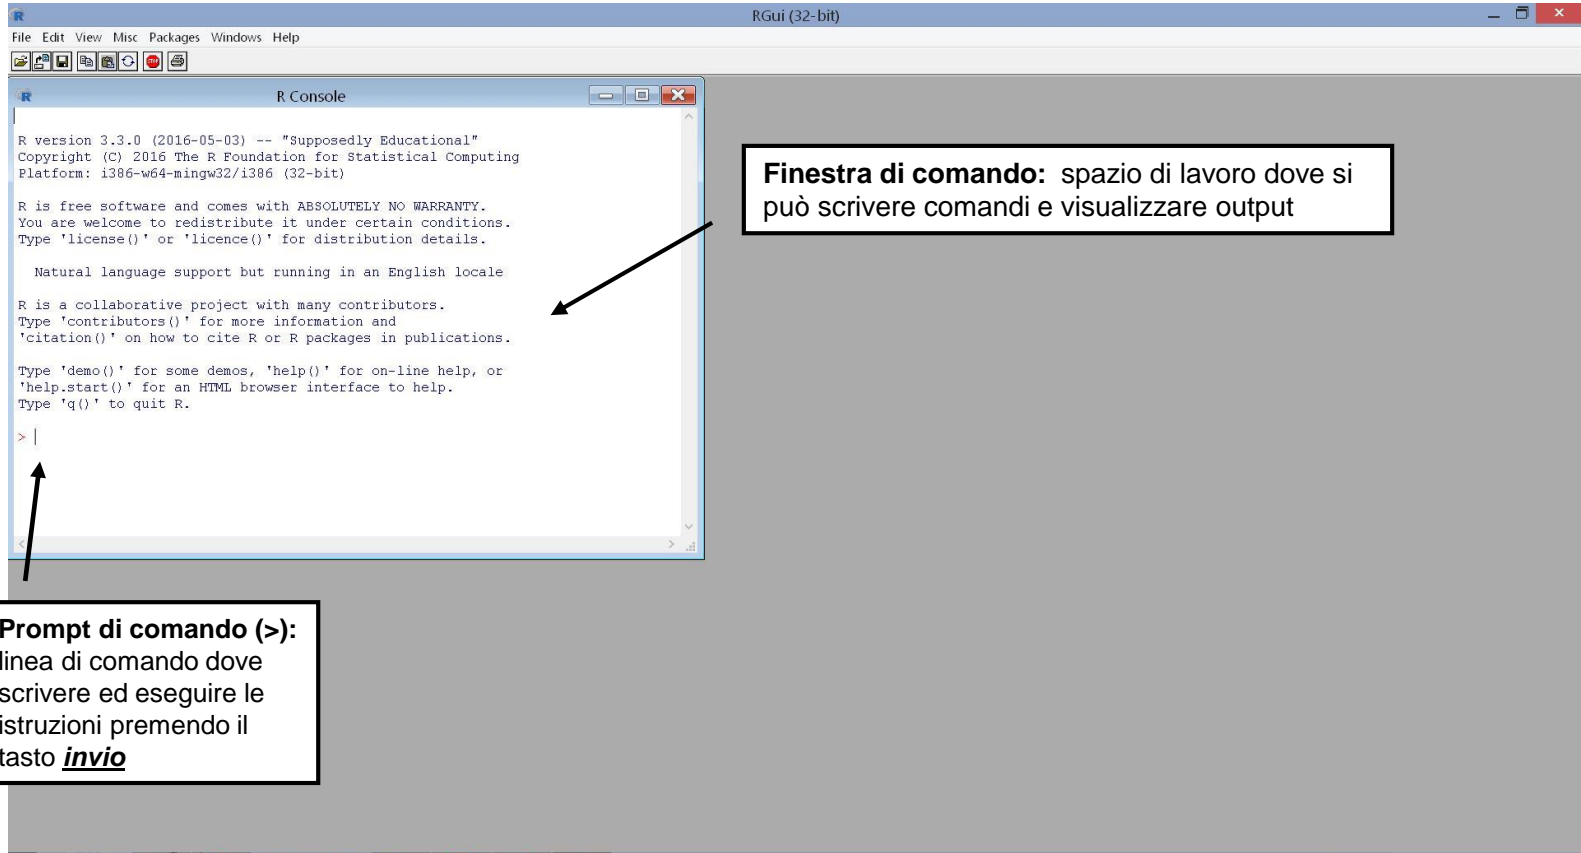 RGui (32-bit)
File Edit View Misc Packages Windows Help
R Console
R version 3.3.0 (2016-05-03) -- "Supposedly Educational"
Copyright (C) 2016 The R Foundation for Statistical Computing
Platform: i386-w64-mingw32/i386 (32-bit)
R is free software and comes with ABSOLUTELY NO WARRANTY.
You are welcome to redistribute it under certain conditions.
Type 'license()' or 'licence()' for distribution details.
Natural language support but running in an English locale
R is a collaborative project with many contributors.
Type 'contributors()' for more information and
'citation()' on how to cite R or R packages in publications.
Type 'demo()' for some demos, 'help()' for on-line help, or
'help.start()' for an HTML browser interface to help.
Type 'q()' to quit R.
>
Finestra di comando: spazio di lavoro dove si
può scrivere comandi e visualizzare output
Prompt di comando (>):
linea di comando dove
scrivere ed eseguire le
istruzioni premendo il
tasto invio